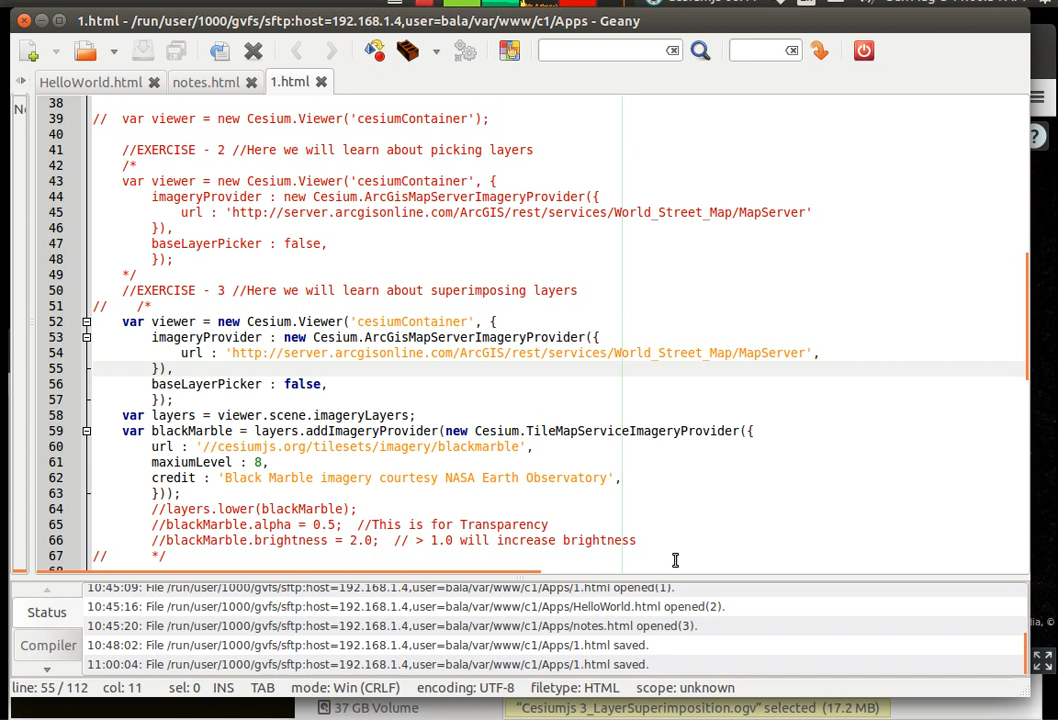 1.html - /run/user/1000/gvfs/sftp:host=192.168.1.4,user=bala/var/www/c1/Apps - Geany
HelloWorld.html notes.html 1.html
38
39 // var viewer = new Cesium.Viewer('cesiumContainer');
40
41 //EXERCISE - 2 //Here we will learn about picking layers
42 /*
43 var viewer = new Cesium.Viewer('cesiumContainer', {
44 imageryProvider : new Cesium.ArcGisMapServerImageryProvider({
45 url : 'http://server.arcgisonline.com/ArcGIS/rest/services/World_Street_Map/MapServer'
46 }),
47 baseLayerPicker : false,
48 });
49 */
50 //EXERCISE - 3 //Here we will learn about superimposing layers
51 // /*
52 var viewer = new Cesium.Viewer('cesiumContainer', {
53 imageryProvider : new Cesium.ArcGisMapServerImageryProvider({
54 url : 'http://server.arcgisonline.com/ArcGIS/rest/services/World_Street_Map/MapServer',
55 }),
56 baseLayerPicker : false,
57 });
58 var layers = viewer.scene.imageryLayers;
59 var blackMarble = layers.addImageryProvider(new Cesium.TileMapServiceImageryProvider({
60 url : '//cesiumjs.org/tilesets/imagery/blackmarble',
61 maxiumLevel : 8,
62 credit : 'Black Marble imagery courtesy NASA Earth Observatory',
63 }));
64 //layers.lower(blackMarble);
65 //blackMarble.alpha = 0.5; //This is for Transparency
66 //blackMarble.brightness = 2.0; // > 1.0 will increase brightness
67 // */
Status
Compiler
10:45:09: File /run/user/1000/gvfs/sftp:host=192.168.1.4,user=bala/var/www/c1/Apps/1.html opened(1).
10:45:16: File /run/user/1000/gvfs/sftp:host=192.168.1.4,user=bala/var/www/c1/Apps/HelloWorld.html opened(2).
10:45:20: File /run/user/1000/gvfs/sftp:host=192.168.1.4,user=bala/var/www/c1/Apps/notes.html opened(3).
10:48:02: File /run/user/1000/gvfs/sftp:host=192.168.1.4,user=bala/var/www/c1/Apps/1.html saved.
11:00:04: File /run/user/1000/gvfs/sftp:host=192.168.1.4,user=bala/var/www/c1/Apps/1.html saved.
line: 55 / 112 col: 11 sel: 0 INS TAB mode: Win (CRLF) encoding: UTF-8 filetype: HTML scope: unknown
37 GB Volume "Cesiumjs 3_LayerSuperimposition.ogv" selected (17.2 MB)